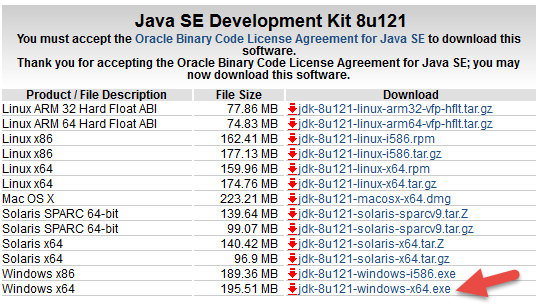 Java SE Development Kit 8u121
You must accept the Oracle Binary Code License Agreement for Java SE to download this
software.
Thank you for accepting the Oracle Binary Code License Agreement for Java SE; you may
now download this software.
Product / File Description File Size Download
Linux ARM 32 Hard Float ABI 77.86 MB jdk-8u121-linux-arm32-vfp-hflt.tar.gz
Linux ARM 64 Hard Float ABI 74.83 MB jdk-8u121-linux-arm64-vfp-hflt.tar.gz
Linux x86 162.41 MB jdk-8u121-linux-i586.rpm
Linux x86 177.13 MB jdk-8u121-linux-i586.tar.gz
Linux x64 159.96 MB jdk-8u121-linux-x64.rpm
Linux x64 174.76 MB jdk-8u121-linux-x64.tar.gz
Mac OS X 223.21 MB jdk-8u121-macosx-x64.dmg
Solaris SPARC 64-bit 139.64 MB jdk-8u121-solaris-sparcv9.tar.Z
Solaris SPARC 64-bit 99.07 MB jdk-8u121-solaris-sparcv9.tar.gz
Solaris x64 140.42 MB jdk-8u121-solaris-x64.tar.Z
Solaris x64 96.9 MB jdk-8u121-solaris-x64.tar.gz
Windows x86 189.36 MB jdk-8u121-windows-i586.exe
Windows x64 195.51 MB jdk-8u121-windows-x64.exe